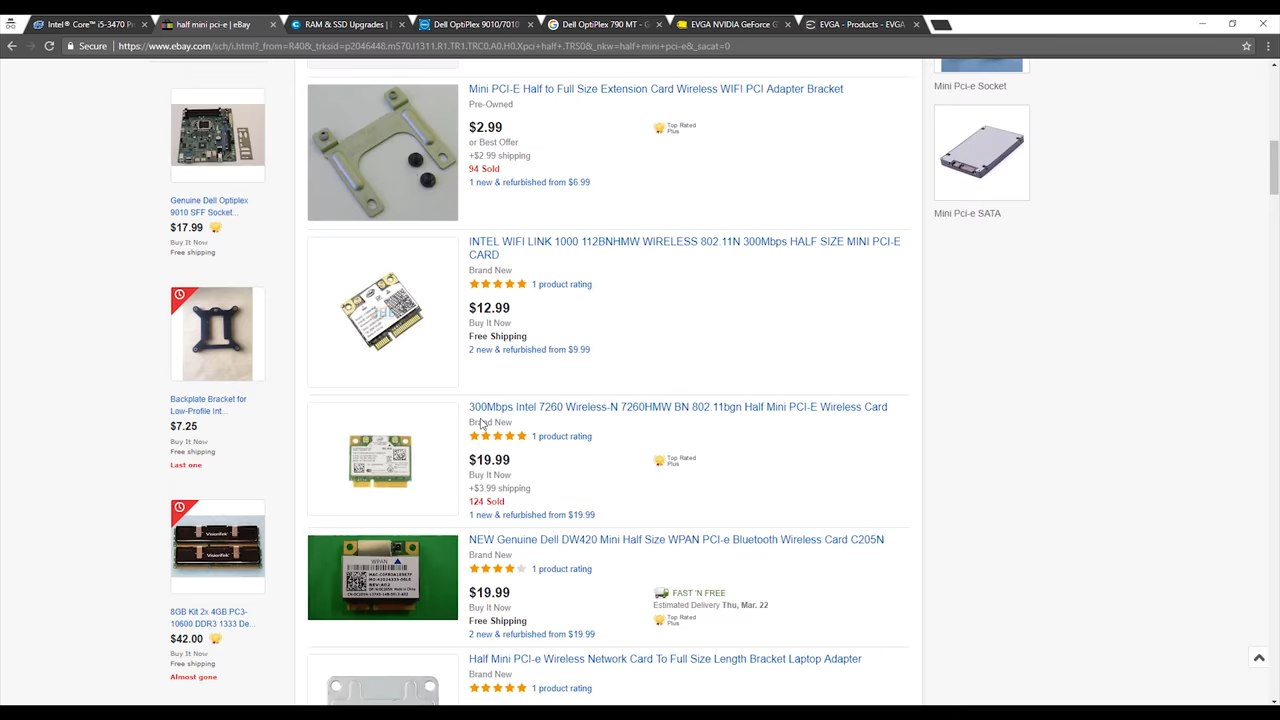 Intel® Core™ i5-3470 Pr
half mini pci-e | eBay
RAM & SSD Upgrades |
Dell OptiPlex 9010/7010
Dell OptiPlex 790 MT - G
EVGA NVIDIA GeForce G
EVGA - Products - EVGA
Secure
https://www.ebay.com/sch/i.html?_from=R40&_trksid=p2046448.m570.l1311.R1.TR1.TRC0.A0.H0.Xpci+half+.TRS0&_nkw=half+mini+pci-e&_sacat=0
Genuine Dell Optiplex
9010 SFF Socket...
$17.99
Buy It Now
Free shipping
Backplate Bracket for
Low-Profile Int...
$7.25
Buy It Now
Free shipping
Last one
8GB Kit 2x 4GB PC3-
10600 DDR3 1333 De...
$42.00
Buy It Now
Free shipping
Almost gone
Mini PCI-E Half to Full Size Extension Card Wireless WIFI PCI Adapter Bracket
Pre-Owned
$2.99
or Best Offer
+$2.99 shipping
94 Sold
1 new & refurbished from $6.99
Top Rated
Plus
INTEL WIFI LINK 1000 112BNHMW WIRELESS 802.11N 300Mbps HALF SIZE MINI PCI-E
CARD
Brand New
1 product rating
$12.99
Buy It Now
Free Shipping
2 new & refurbished from $9.99
300Mbps Intel 7260 Wireless-N 7260HMW BN 802.11bgn Half Mini PCI-E Wireless Card
Brand New
1 product rating
$19.99
Buy It Now
+$3.99 shipping
124 Sold
1 new & refurbished from $19.99
Top Rated
Plus
NEW Genuine Dell DW420 Mini Half Size WPAN PCI-e Bluetooth Wireless Card C205N
Brand New
1 product rating
$19.99
Buy It Now
Free Shipping
2 new & refurbished from $19.99
FAST 'N FREE
Estimated Delivery Thu, Mar. 22
Top Rated
Plus
WPAN
Half Mini PCI-e Wireless Network Card To Full Size Length Bracket Laptop Adapter
Brand New
1 product rating
Mini Pci-e Socket
Mini Pci-e SATA